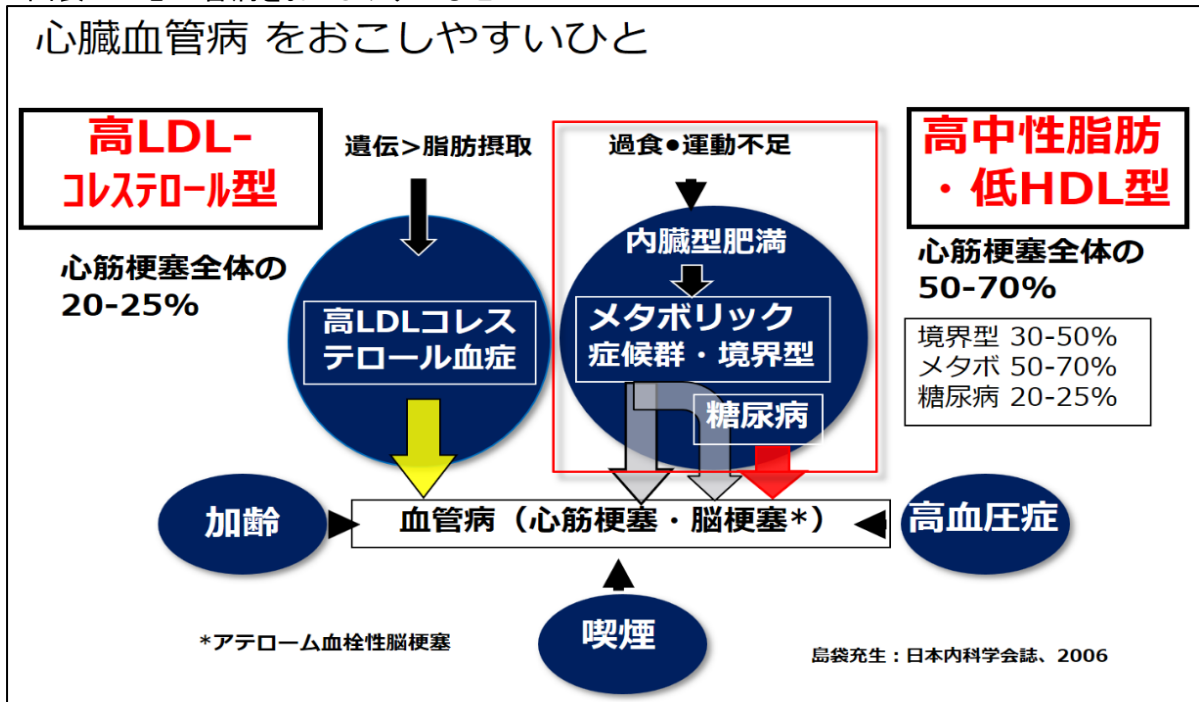 心臓血管病 をおこしやすいひと
高LDL-
コレステロール型
心筋梗塞全体の
20-25%
遺伝>脂肪摂取
高LDLコレス
テロール血症
過食●運動不足
内臓型肥満
メタボリック
症候群・境界型
糖尿病
高中性脂肪
・低HDL型
心筋梗塞全体の
50-70%
境界型 30-50%
メタボ 50-70%
糖尿病 20-25%
加齢
血管病（心筋梗塞・脳梗塞*）
高血圧症
喫煙
*アテローム血栓性脳梗塞
島袋充生：日本内科学会誌、2006